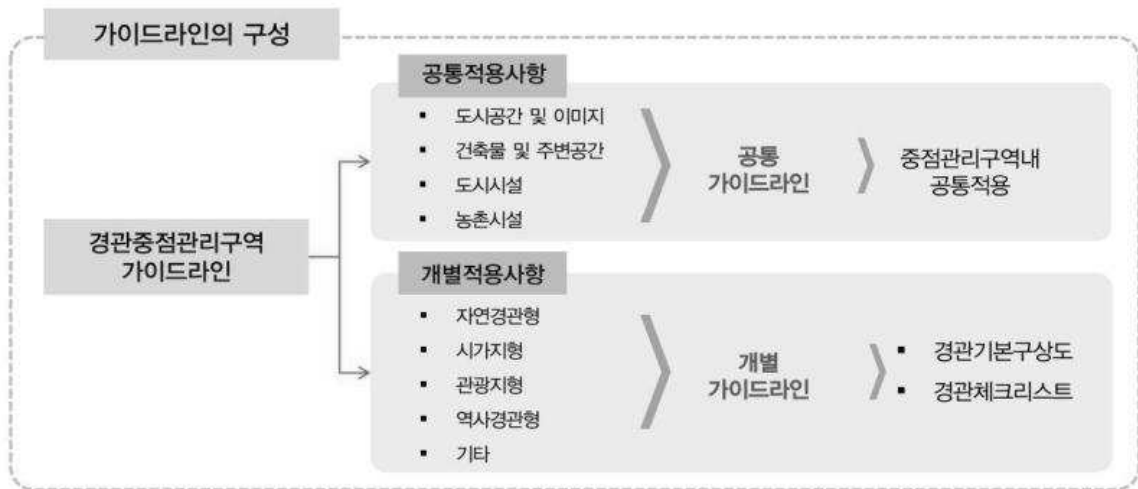 가이드라인의 구성
경관중점관리구역
가이드라인
공통적용사항
▪ 도시공간 및 이미지
▪ 건축물 및 주변공간
▪ 도시시설
▪ 농촌시설
공통
가이드라인
중점관리구역내
공통적용
개별적용사항
▪ 자연경관형
▪ 시가지형
▪ 관광지형
▪ 역사경관형
▪ 기타
개별
가이드라인
▪ 경관기본구상도
▪ 경관체크리스트